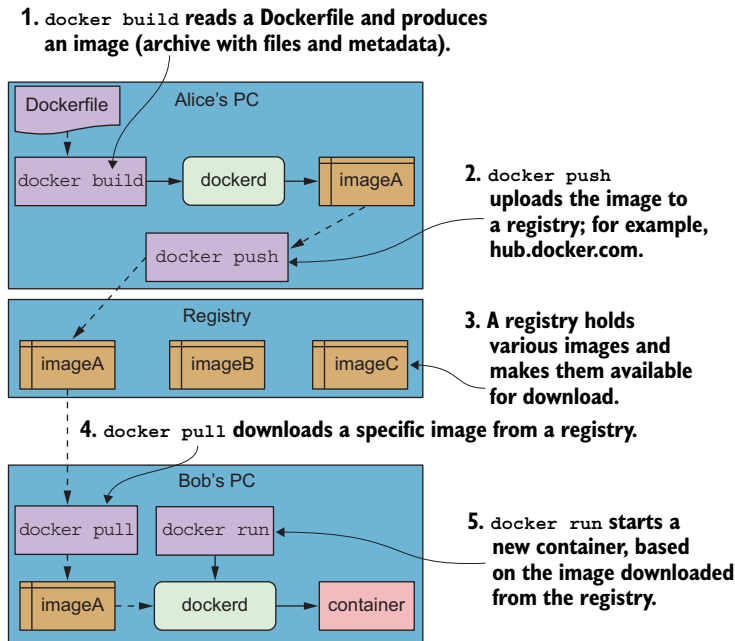 1. docker build reads a Dockerfile and produces
an image (archive with files and metadata).
Alice's PC
Dockerfile
docker build
dockerd
imageA
2. docker push
uploads the image to
a registry; for example,
hub.docker.com.
docker push
Registry
imageA
imageB
imageC
3. A registry holds
various images and
makes them available
for download.
4. docker pull downloads a specific image from a registry.
Bob's PC
docker pull
docker run
5. docker run starts a
new container, based
on the image downloaded
from the registry.
imageA
dockerd
container